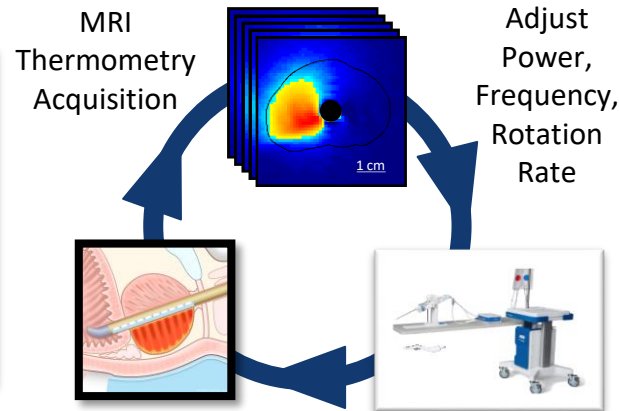 MRI
Thermometry
Acquisition
Adjust
Power,
Frequency,
Rotation
Rate
1 cm